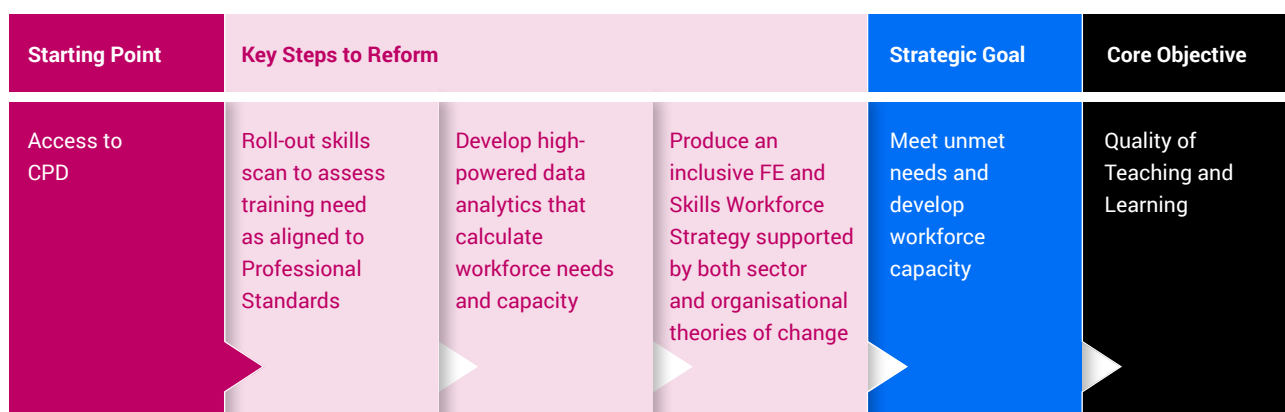 Starting Point
Key Steps to Reform
Strategic Goal
Core Objective
Access to
CPD
Roll-out skills
scan to assess
training need
as aligned to
Professional
Standards
Develop high-
powered data
analytics that
calculate
workforce needs
and capacity
Produce an
inclusive FE and
Skills Workforce
Strategy supported
by both sector
and organisational
theories of change
Meet unmet
needs and
develop
workforce
capacity
Quality of
Teaching and
Learning